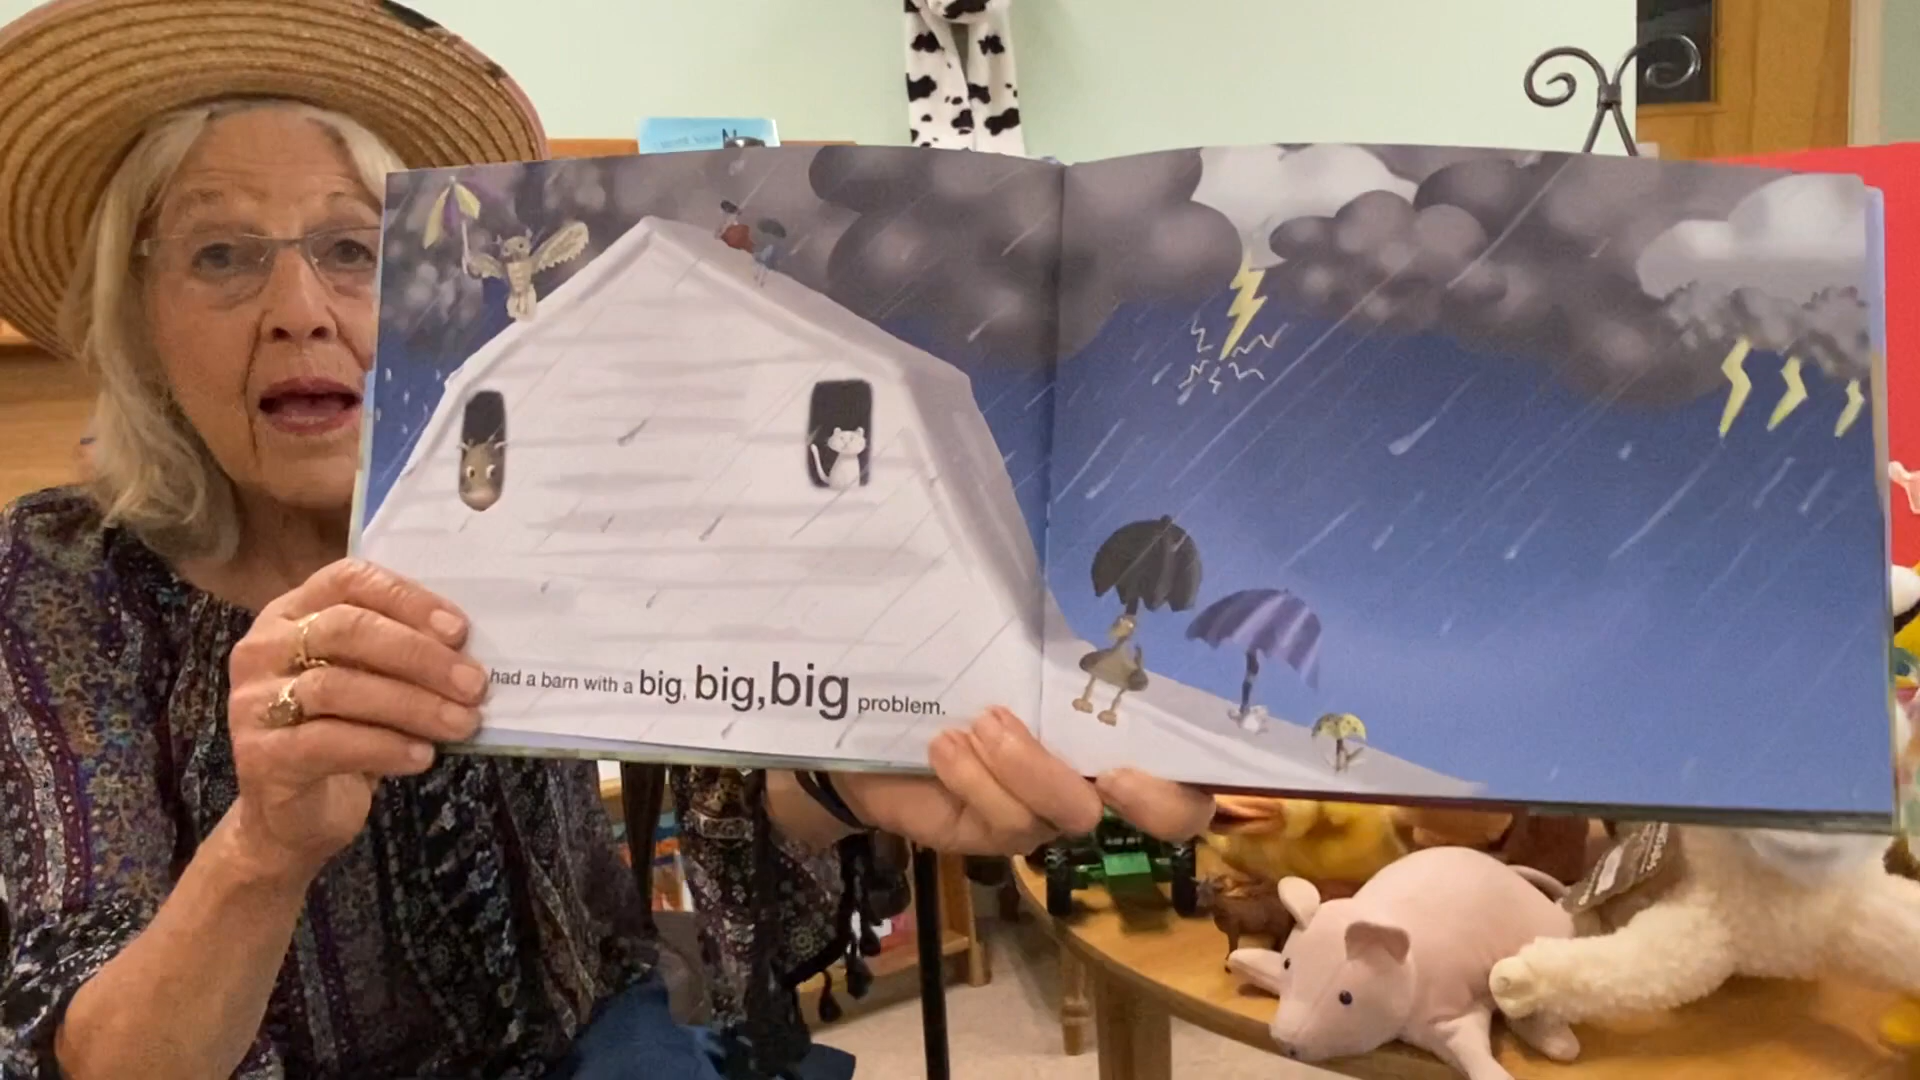 had a barn with a big, big, big problem.